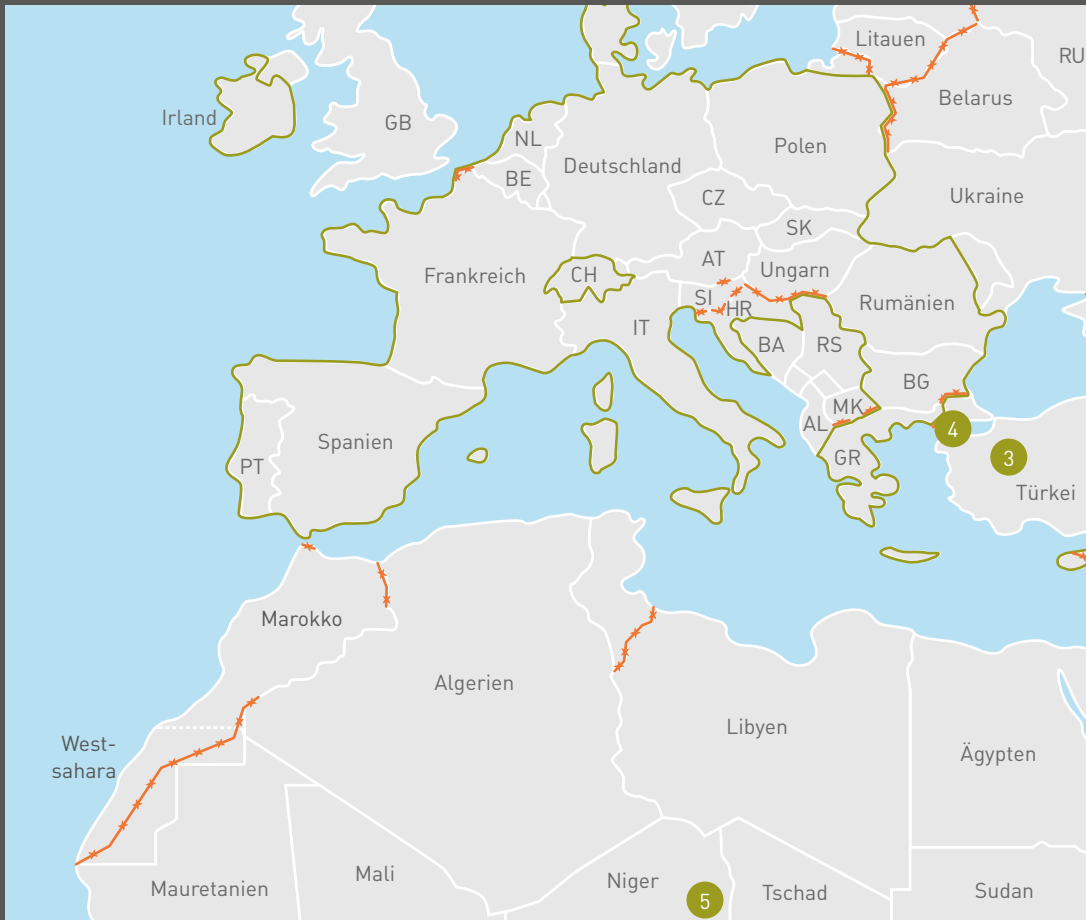 Litauen
RU
Irland
GB
Belarus
NL
Polen
BE
Deutschland
Ukraine
CZ
SK
AT
Ungarn
Frankreich
CH
SI
HR
Rumänien
IT
BA
RS
BG
MK
AL
4
Spanien
PT
GR
3
Türkei
Marokko
Algerien
Libyen
West-
sahara
Ägypten
Mauretanien
Mali
Niger
5
Tschad
Sudan